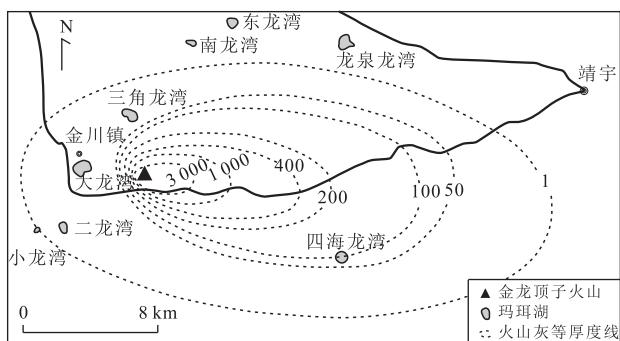 N
东龙湾
南龙湾
龙泉龙湾
靖宇
三角龙湾
金川镇
大龙湾
3 000
1 000
400
200
100
50
1
二龙湾
小龙湾
四海龙湾
0 8 km
金龙顶子火山
玛珥湖
火山灰等厚度线